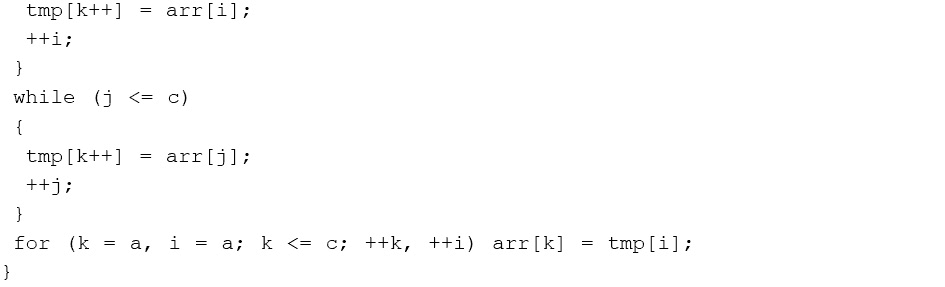 tmp[k++] = arr[i];
++i;
}
while (j <= c)
{
tmp[k++] = arr[j];
++j;
}
for (k = a, i = a; k <= c; ++k, ++i) arr[k] = tmp[i];
}